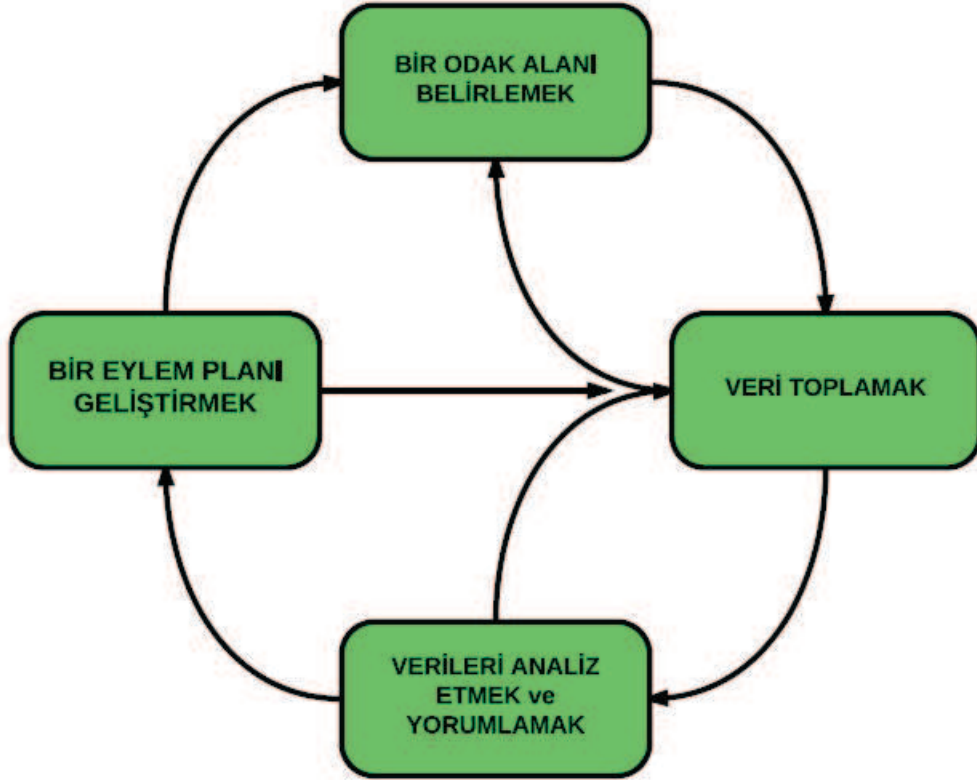 BİR ODAK ALANI
BELİRLEMEK
BİR EYLEM PLANI
GELİŞTİRMEK
VERİ TOPLAMAK
VERİLERİ ANALİZ
ETMEK ve
YORUMLAMAK